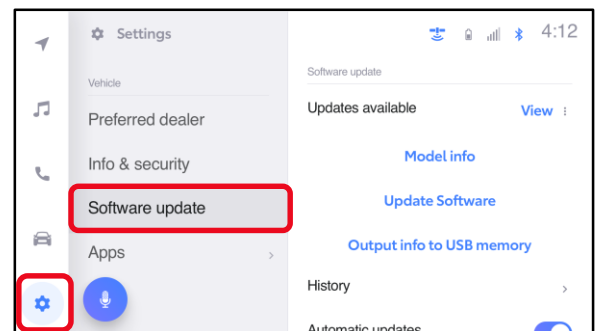 Settings
4:12
Vehicle
Preferred dealer
Info & security
Software update
Apps
Software update
Updates available
View
Model info
Update Software
Output info to USB memory
History
Automatic updates